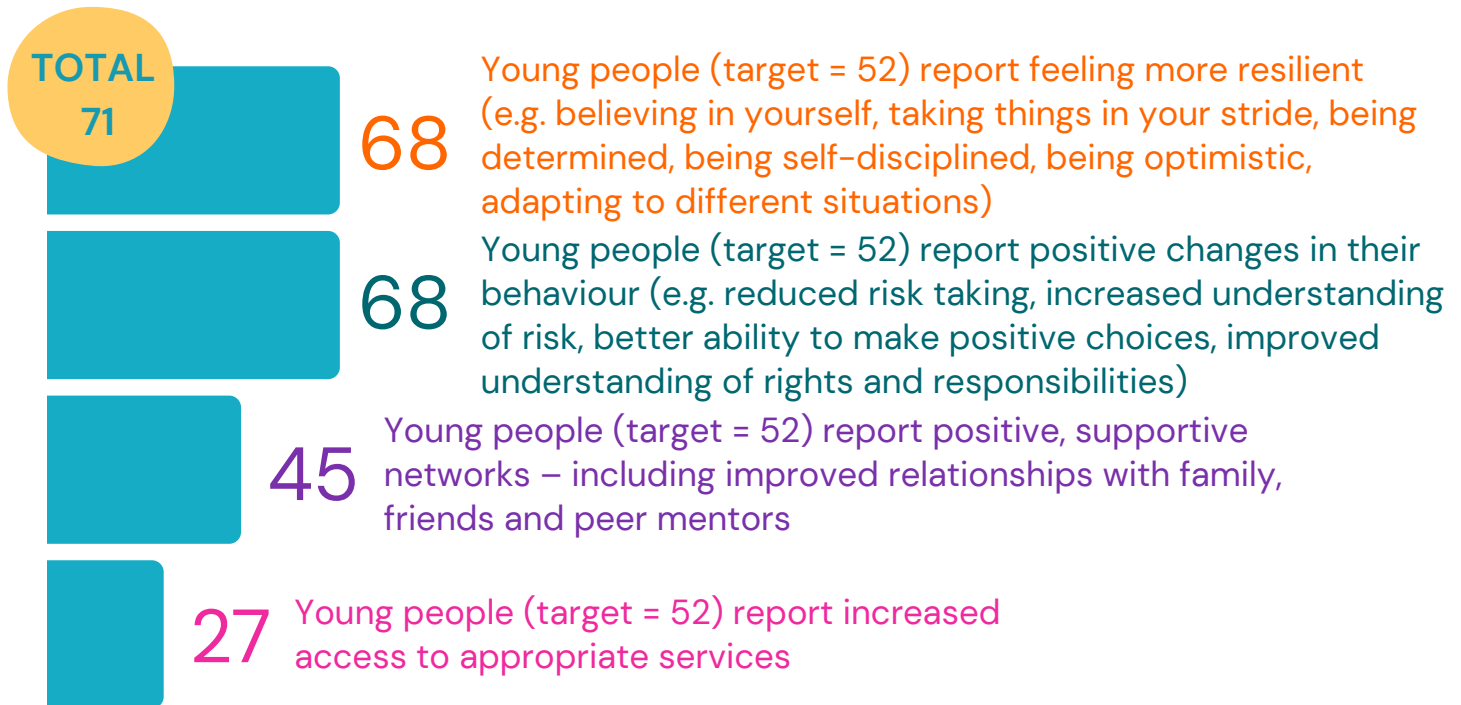 TOTAL
71
68
Young people (target = 52) report feeling more resilient
(e.g. believing in yourself, taking things in your stride, being
determined, being self-disciplined, being optimistic,
adapting to different situations)
68
Young people (target = 52) report positive changes in their
behaviour (e.g. reduced risk taking, increased understanding
of risk, better ability to make positive choices, improved
understanding of rights and responsibilities)
45
Young people (target = 52) report positive, supportive
networks – including improved relationships with family,
friends and peer mentors
27
Young people (target = 52) report increased
access to appropriate services